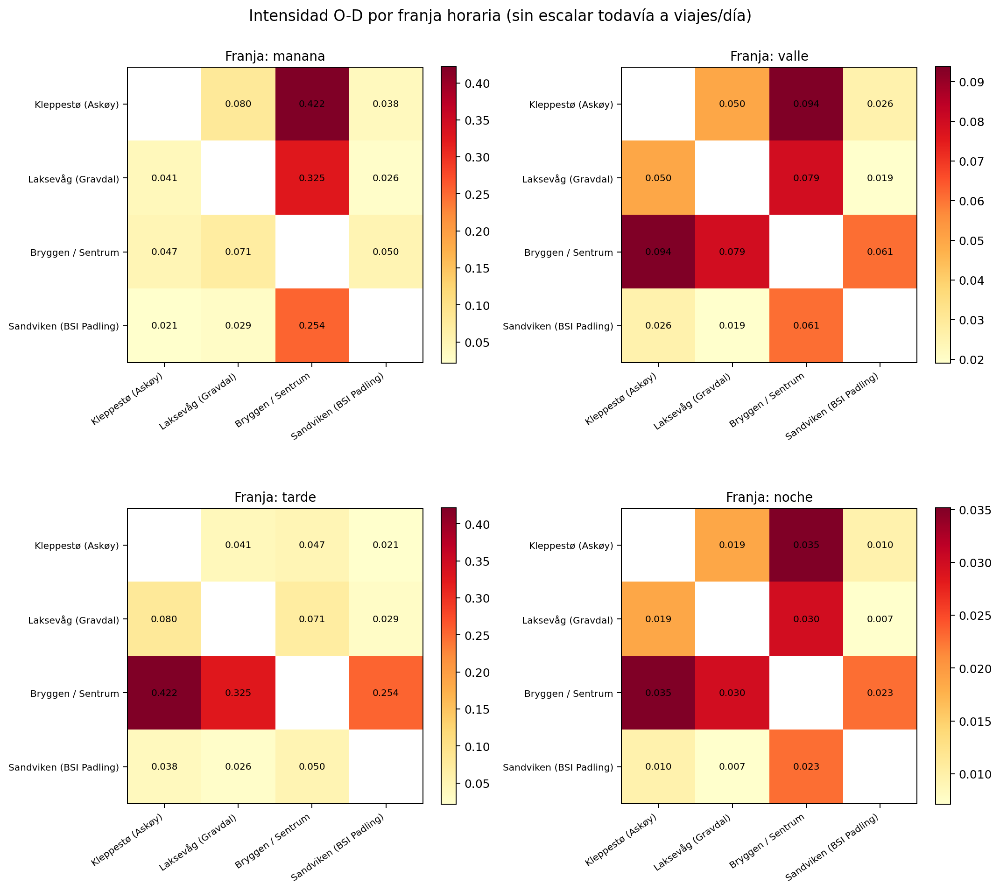 Intensidad O-D por franja horaria (sin escalar todavía a viajes/día)
Franja: manana
Kleppestø (Askøy)
0.080
0.422
0.038
Laksevåg (Gravdal)
0.041
0.325
0.026
Bryggen / Sentrum
0.047
0.071
0.050
Sandviken (BSI Padling)
0.021
0.029
0.254
Kleppestø (Askøy)
Laksevåg (Gravdal)
Bryggen / Sentrum
Sandviken (BSI Padling)
0.40
0.35
0.30
0.25
0.20
0.15
0.10
0.05
Franja: valle
Kleppestø (Askøy)
0.050
0.094
0.026
Laksevåg (Gravdal)
0.050
0.079
0.019
Bryggen / Sentrum
0.094
0.079
0.061
Sandviken (BSI Padling)
0.026
0.019
0.061
Kleppestø (Askøy)
Laksevåg (Gravdal)
Bryggen / Sentrum
Sandviken (BSI Padling)
0.09
0.08
0.07
0.06
0.05
0.04
0.03
0.02
Franja: tarde
Kleppestø (Askøy)
0.041
0.047
0.021
Laksevåg (Gravdal)
0.080
0.071
0.029
Bryggen / Sentrum
0.422
0.325
0.254
Sandviken (BSI Padling)
0.038
0.026
0.050
Kleppestø (Askøy)
Laksevåg (Gravdal)
Bryggen / Sentrum
Sandviken (BSI Padling)
0.40
0.35
0.30
0.25
0.20
0.15
0.10
0.05
Franja: noche
Kleppestø (Askøy)
0.019
0.035
0.010
Laksevåg (Gravdal)
0.019
0.030
0.007
Bryggen / Sentrum
0.035
0.030
0.023
Sandviken (BSI Padling)
0.010
0.007
0.023
Kleppestø (Askøy)
Laksevåg (Gravdal)
Bryggen / Sentrum
Sandviken (BSI Padling)
0.035
0.030
0.025
0.020
0.015
0.010